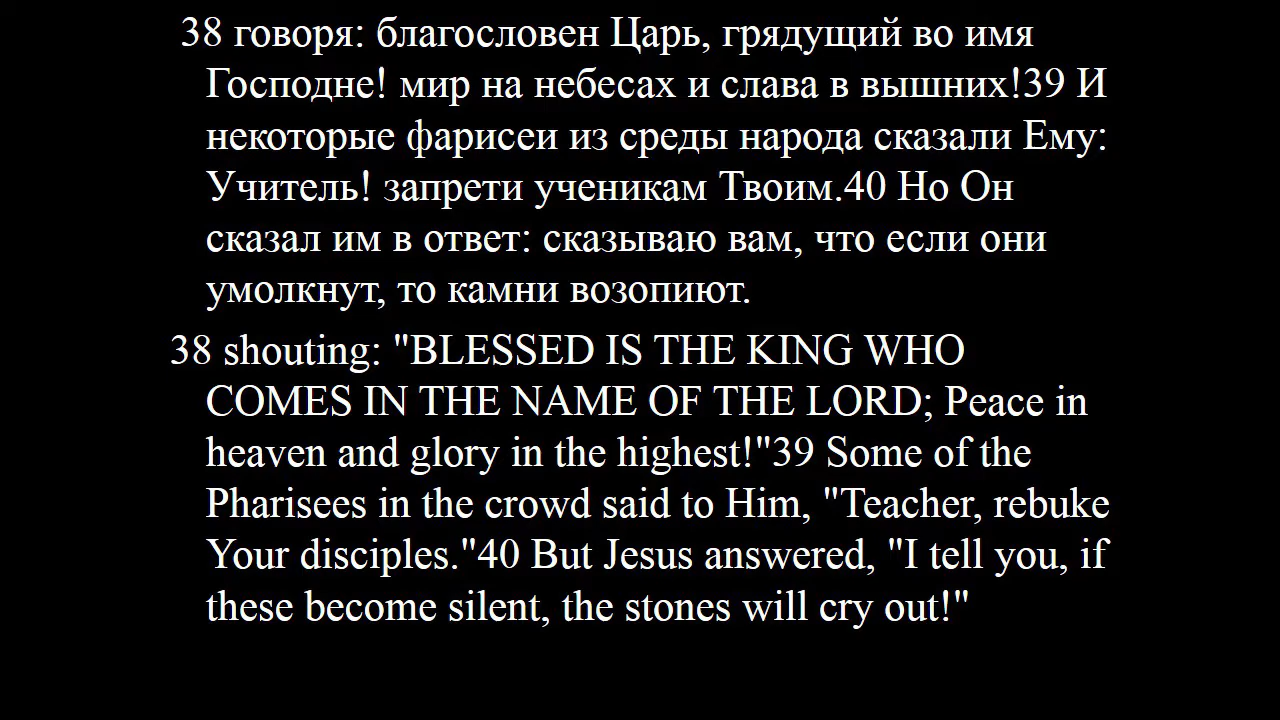 38 говоря: благословен Царь, грядущий во имя
Господне! мир на небесах и слава в вышних!39 И
некоторые фарисеи из среды народа сказали Ему:
Учитель! запрети ученикам Твоим.40 Но Он
сказал им в ответ: сказываю вам, что если они
умолкнут, то камни возопиют.
38 shouting: "BLESSED IS THE KING WHO
COMES IN THE NAME OF THE LORD; Peace in
heaven and glory in the highest!"39 Some of the
Pharisees in the crowd said to Him, "Teacher, rebuke
Your disciples."40 But Jesus answered, "I tell you, if
these become silent, the stones will cry out!"